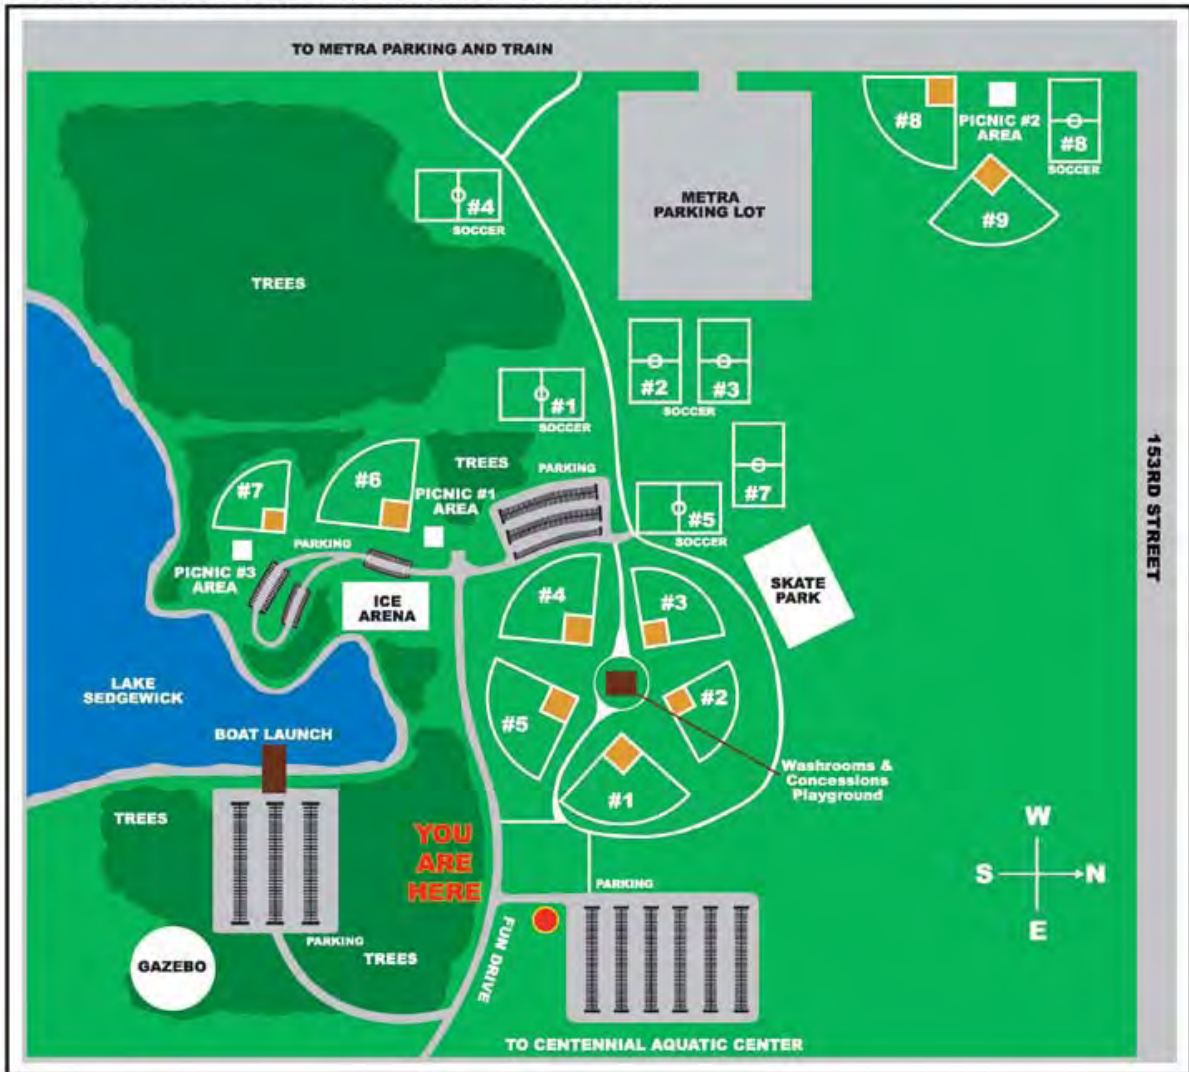 TO METRA PARKING AND TRAIN
#8
PICNIC #2
AREA
#8
SOCCER
#9
#4
SOCCER
METRA
PARKING LOT
TREES
#2
#3
SOCCER
#1
SOCCER
153RD STREET
#7
#6
TREES
PARKING
PICNIC #1
AREA
#7
#5
SOCCER
PARKING
PICNIC #3
AREA
ICE
ARENA
SKATE
PARK
#4
#3
LAKE
SEDGEWICK
#5
#2
BOAT LAUNCH
Washrooms &
Concessions
Playground
#1
TREES
YOU
ARE
HERE
W
S
N
E
PARKING
FUN DRIVE
PARKING
TREES
GAZEBO
TO CENTENNIAL AQUATIC CENTER